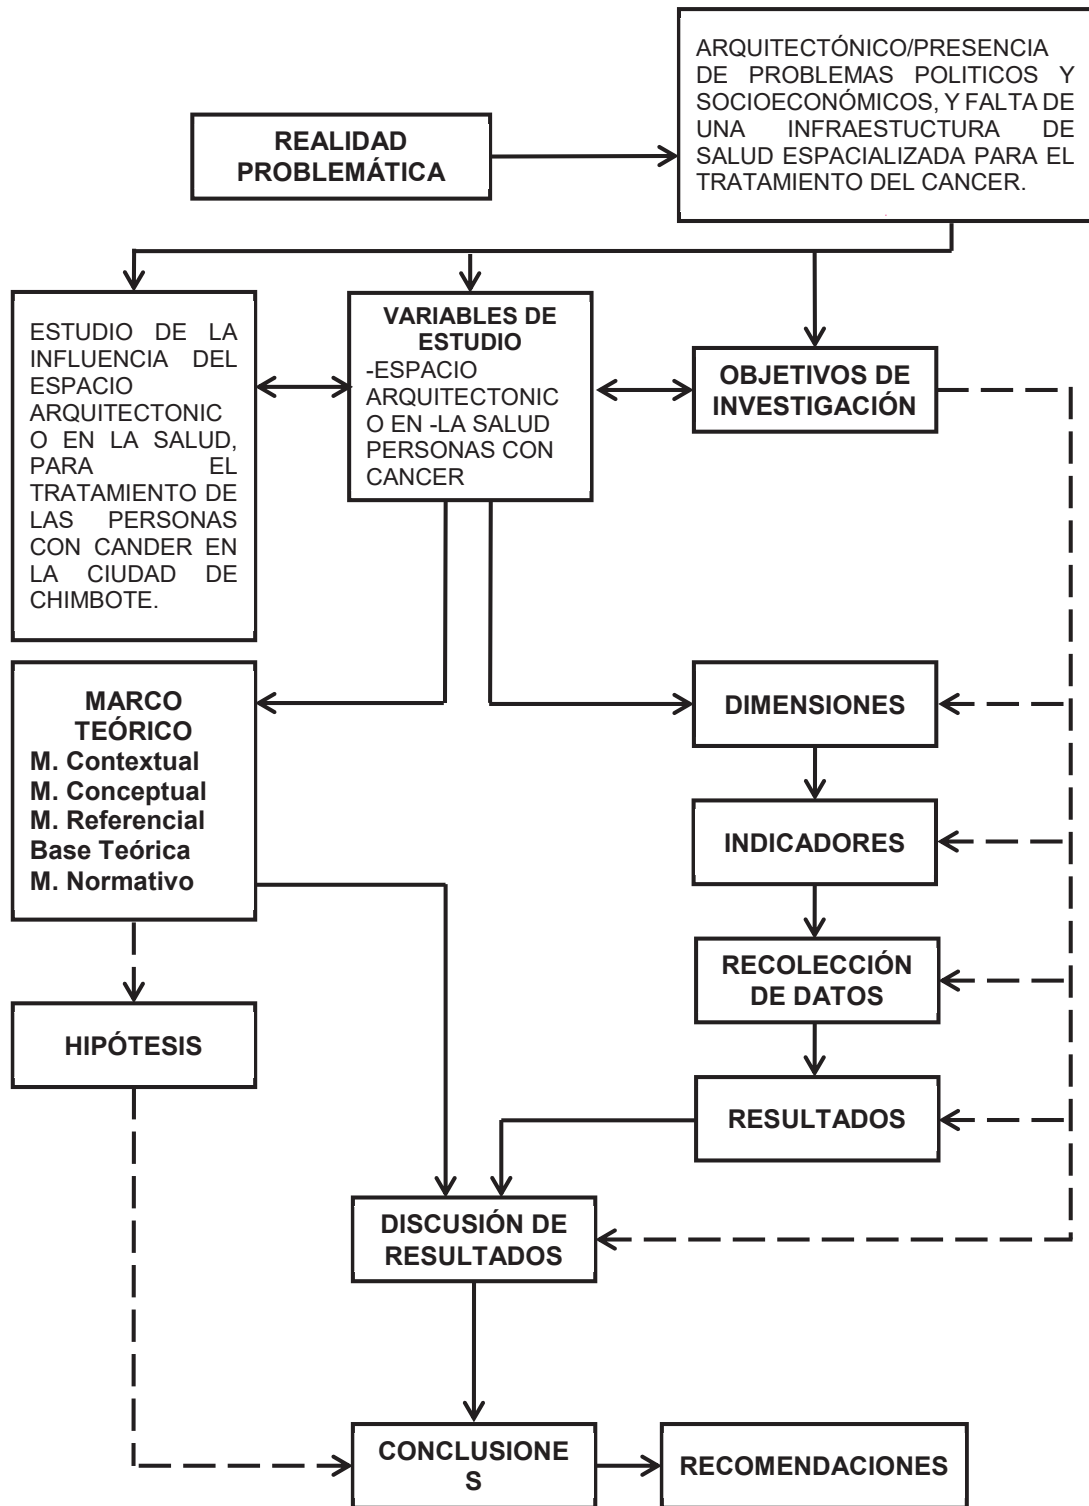 ARQUITECTÓNICO/PRESENCIA
DE PROBLEMAS POLITICOS Y
SOCIOECONÓMICOS, Y FALTA DE
UNA INFRAESTUCTURA DE
SALUD ESPACIALIZADA PARA EL
TRATAMIENTO DEL CANCER.
REALIDAD
PROBLEMÁTICA
ESTUDIO DE LA
INFLUENCIA DEL
ESPACIO
ARQUITECTONIC
O EN LA SALUD,
PARA EL
TRATAMIENTO DE
LAS PERSONAS
CON CANDER EN
LA CIUDAD DE
CHIMBOTE.
VARIABLES DE
ESTUDIO
-ESPACIO
ARQUITECTONIC
O EN -LA SALUD
PERSONAS CON
CANCER
OBJETIVOS DE
INVESTIGACIÓN
MARCO
TEÓRICO
M. Contextual
M. Conceptual
M. Referencial
Base Teórica
M. Normativo
DIMENSIONES
INDICADORES
RECOLECCIÓN
DE DATOS
HIPÓTESIS
RESULTADOS
DISCUSIÓN DE
RESULTADOS
CONCLUSIONE
S
RECOMENDACIONES